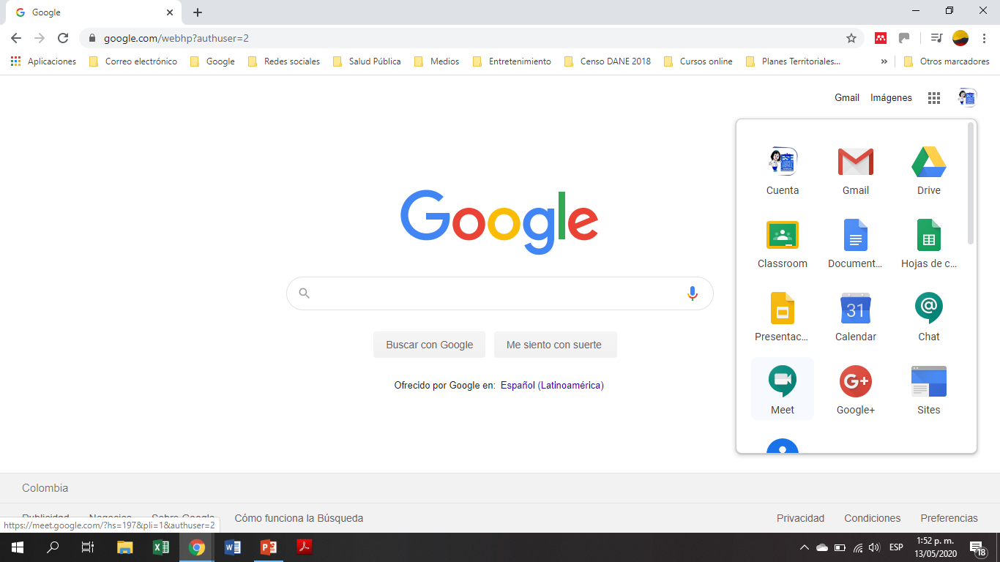 Google
google.com/webhp?authuser=2
Aplicaciones Correo electrónico Google Redes sociales Salud Pública Medios Entretenimiento Censo DANE 2018 Cursos online Planes Territoriales... » Otros marcadores
Gmail Imágenes
Cuenta Gmail Drive
Google
Classroom Document... Hojas de c...
31
Presentac... Calendar Chat
Buscar con Google Me siento con suerte
Ofrecido por Google en: Español (Latinoamérica)
G+
Meet Google+ Sites
Colombia
Publicidad Negocios Sobre Google Cómo funciona la Búsqueda Privacidad Condiciones Preferencias
https://meet.google.com/?hs=197&pli=1&authuser=2
ESP
1:52 p. m.
13/05/2020
18